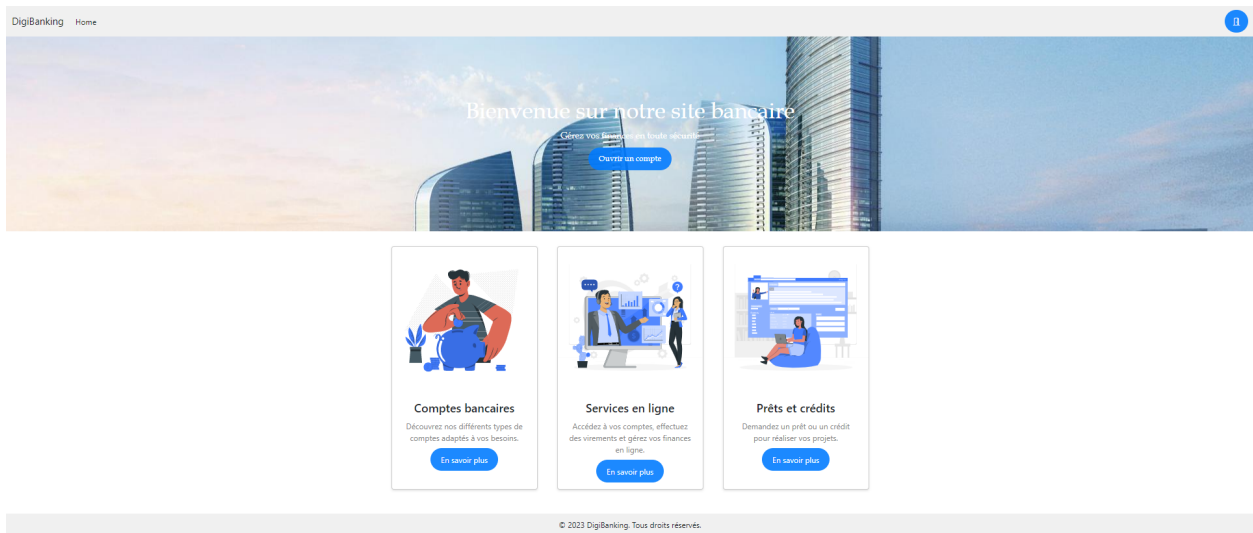 DigiBanking Home
Bienvenue sur notre site bancaire
Gérez vos finances en toute sécurité
Ouvrir un compte
Comptes bancaires
Découvrez nos différents types de
comptes adaptés à vos besoins.
En savoir plus
Services en ligne
Accédez à vos comptes, effectuez
des virements et gérez vos finances
en ligne.
En savoir plus
Prêts et crédits
Demandez un prêt ou un crédit
pour réaliser vos projets.
En savoir plus
© 2023 DigiBanking. Tous droits réservés.